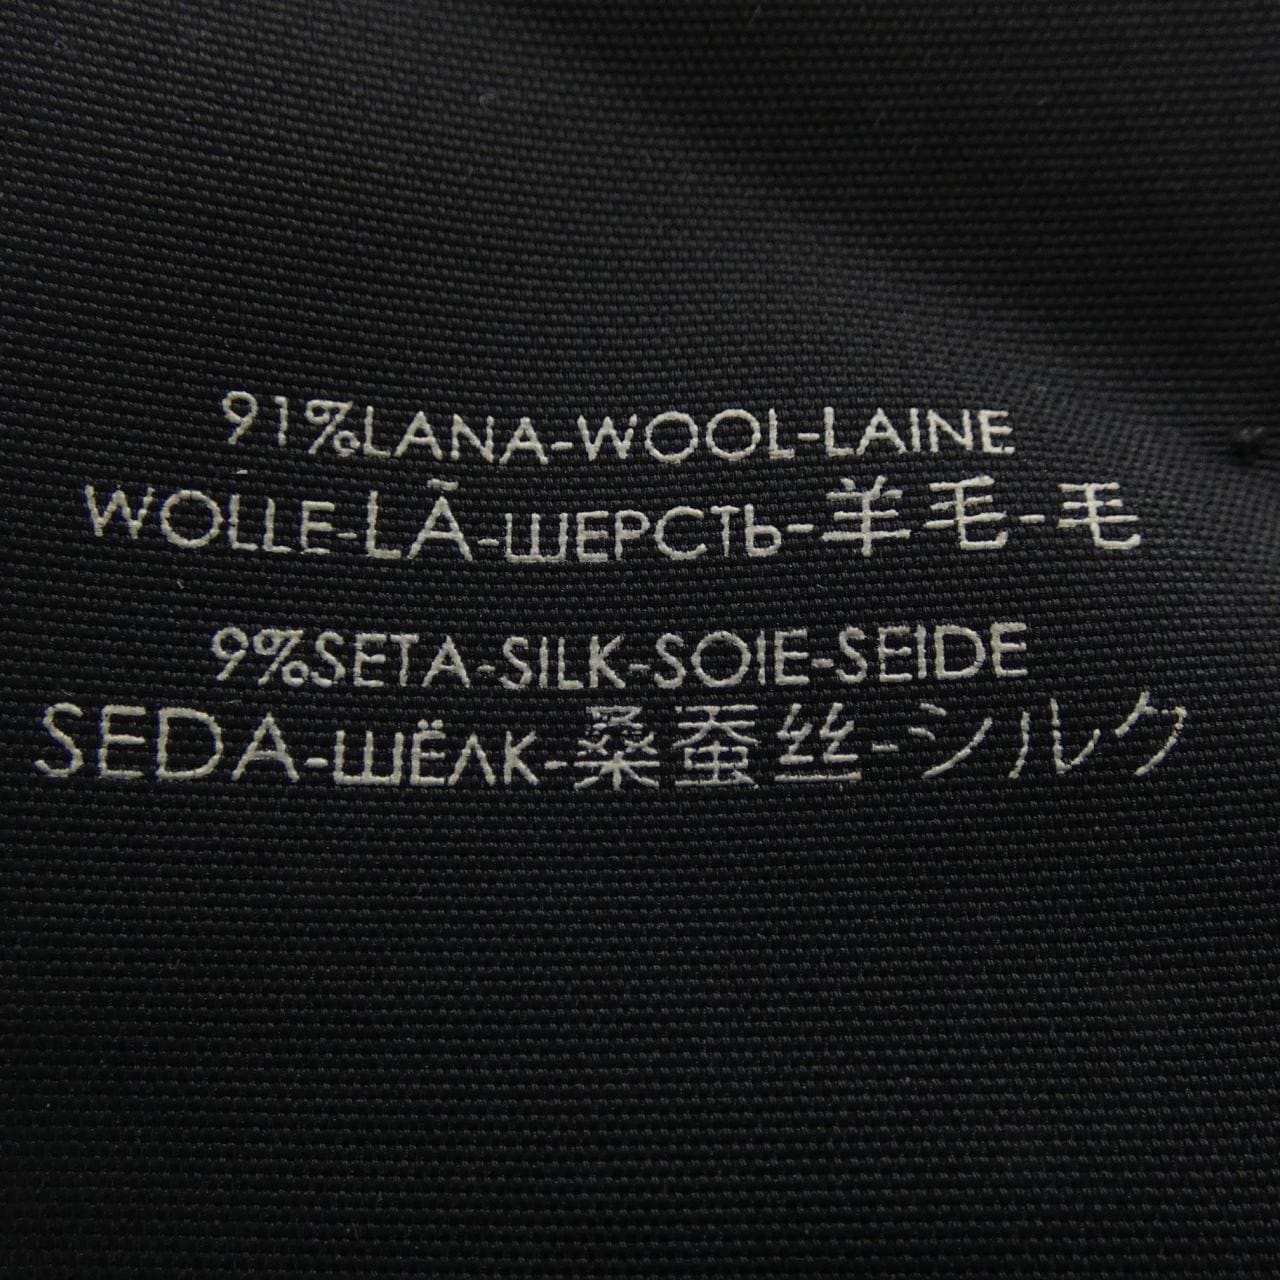 91%LANA-WOOL-LAINE
WOLLE-LÃ-ШЕРСТЬ-羊毛-毛
9%SETA-SILK-SOIE-SEIDE
SEDA-ШЁЛК-桑蚕丝-シルク